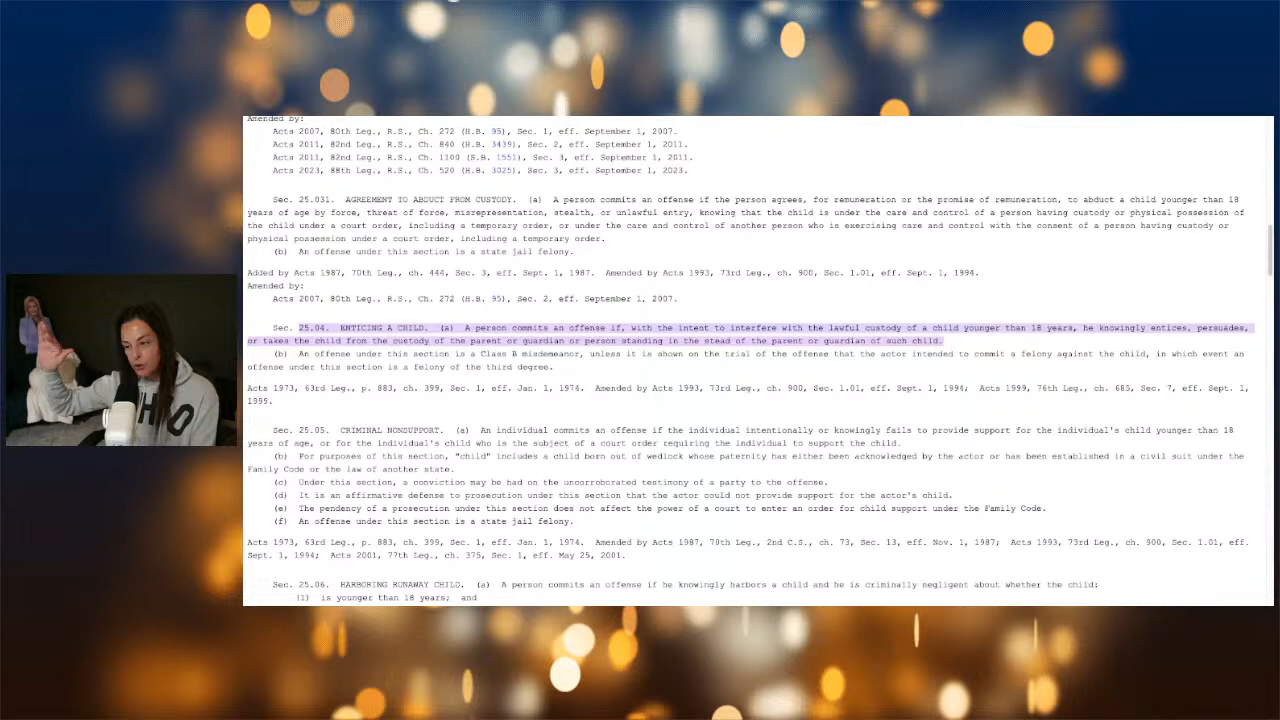 Amended by:
Acts 2007, 80th Leg., R.S., Ch. 272 (H.B. 95), Sec. 1, eff. September 1, 2007.
Acts 2011, 82nd Leg., R.S., Ch. 840 (H.B. 3439), Sec. 2, eff. September 1, 2011.
Acts 2011, 82nd Leg., R.S., Ch. 1100 (S.B. 1551), Sec. 3, eff. September 1, 2011.
Acts 2023, 88th Leg., R.S., Ch. 520 (H.B. 3025), Sec. 3, eff. September 1, 2023.
Sec. 25.031. AGREEMENT TO ABDUCT FROM CUSTODY. (a) A person commits an offense if the person agrees, for remuneration or the promise of remuneration, to abduct a child younger than 18
years of age by force, threat of force, misrepresentation, stealth, or unlawful entry, knowing that the child is under the care and control of a person having custody or physical possession of
the child under a court order, including a temporary order, or under the care and control of another person who is exercising care and control with the consent of a person having custody or
physical possession under a court order, including a temporary order.
(b) An offense under this section is a state jail felony.
Added by Acts 1987, 70th Leg., ch. 444, Sec. 3, eff. Sept. 1, 1987. Amended by Acts 1993, 73rd Leg., ch. 900, Sec. 1.01, eff. Sept. 1, 1994.
Amended by:
Acts 2007, 80th Leg., R.S., Ch. 272 (H.B. 95), Sec. 2, eff. September 1, 2007.
Sec. 25.04. ENTICING A CHILD. (a) A person commits an offense if, with the intent to interfere with the lawful custody of a child younger than 18 years, he knowingly entices, persuades,
or takes the child from the custody of the parent or guardian or person standing in the stead of the parent or guardian of such child.
(b) An offense under this section is a Class B misdemeanor, unless it is shown on the trial of the offense that the actor intended to commit a felony against the child, in which event an
offense under this section is a felony of the third degree.
Acts 1973, 63rd Leg., p. 883, ch. 399, Sec. 1, eff. Jan. 1, 1974. Amended by Acts 1993, 73rd Leg., ch. 900, Sec. 1.01, eff. Sept. 1, 1994; Acts 1999, 76th Leg., ch. 685, Sec. 7, eff. Sept. 1,
1999.
Sec. 25.05. CRIMINAL NONSUPPORT. (a) An individual commits an offense if the individual intentionally or knowingly fails to provide support for the individual's child younger than 18
years of age, or for the individual's child who is the subject of a court order requiring the individual to support the child.
(b) For purposes of this section, "child" includes a child born out of wedlock whose paternity has either been acknowledged by the actor or has been established in a civil suit under the
Family Code or the law of another state.
(c) Under this section, a conviction may be had on the uncorroborated testimony of a party to the offense.
(d) It is an affirmative defense to prosecution under this section that the actor could not provide support for the actor's child.
(e) The pendency of a prosecution under this section does not affect the power of a court to enter an order for child support under the Family Code.
(f) An offense under this section is a state jail felony.
Acts 1973, 63rd Leg., p. 883, ch. 399, Sec. 1, eff. Jan. 1, 1974. Amended by Acts 1987, 70th Leg., 2nd C.S., ch. 73, Sec. 13, eff. Nov. 1, 1987; Acts 1993, 73rd Leg., ch. 900, Sec. 1.01, eff.
Sept. 1, 1994; Acts 2001, 77th Leg., ch. 375, Sec. 1, eff. May 25, 2001.
Sec. 25.06. HARBORING RUNAWAY CHILD. (a) A person commits an offense if he knowingly harbors a child and he is criminally negligent about whether the child:
(1) is younger than 18 years; and